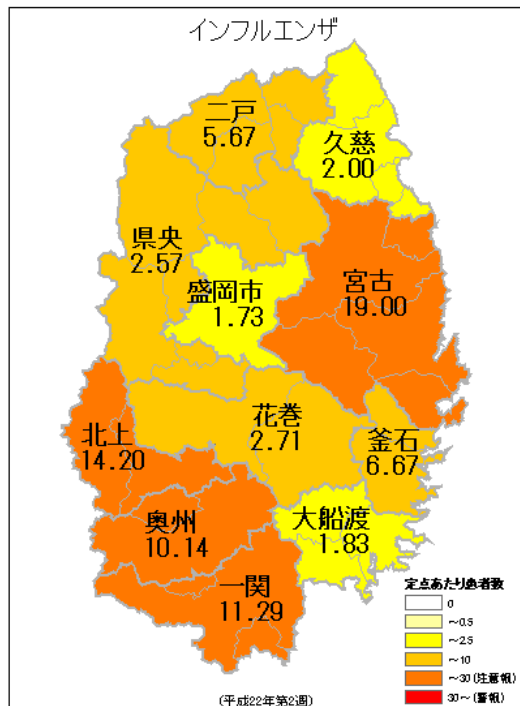 インフルエンザ
二戸
5.67
久慈
2.00
県央
2.57
盛岡市
1.73
宮古
19.00
花巻
2.71
北上
14.20
釜石
6.67
奥州
10.14
大船渡
1.83
一関
11.29
定点あたり患者数
0
～0.5
～2.5
～10
～30(注意報)
30～(警報)
(平成22年第2週)